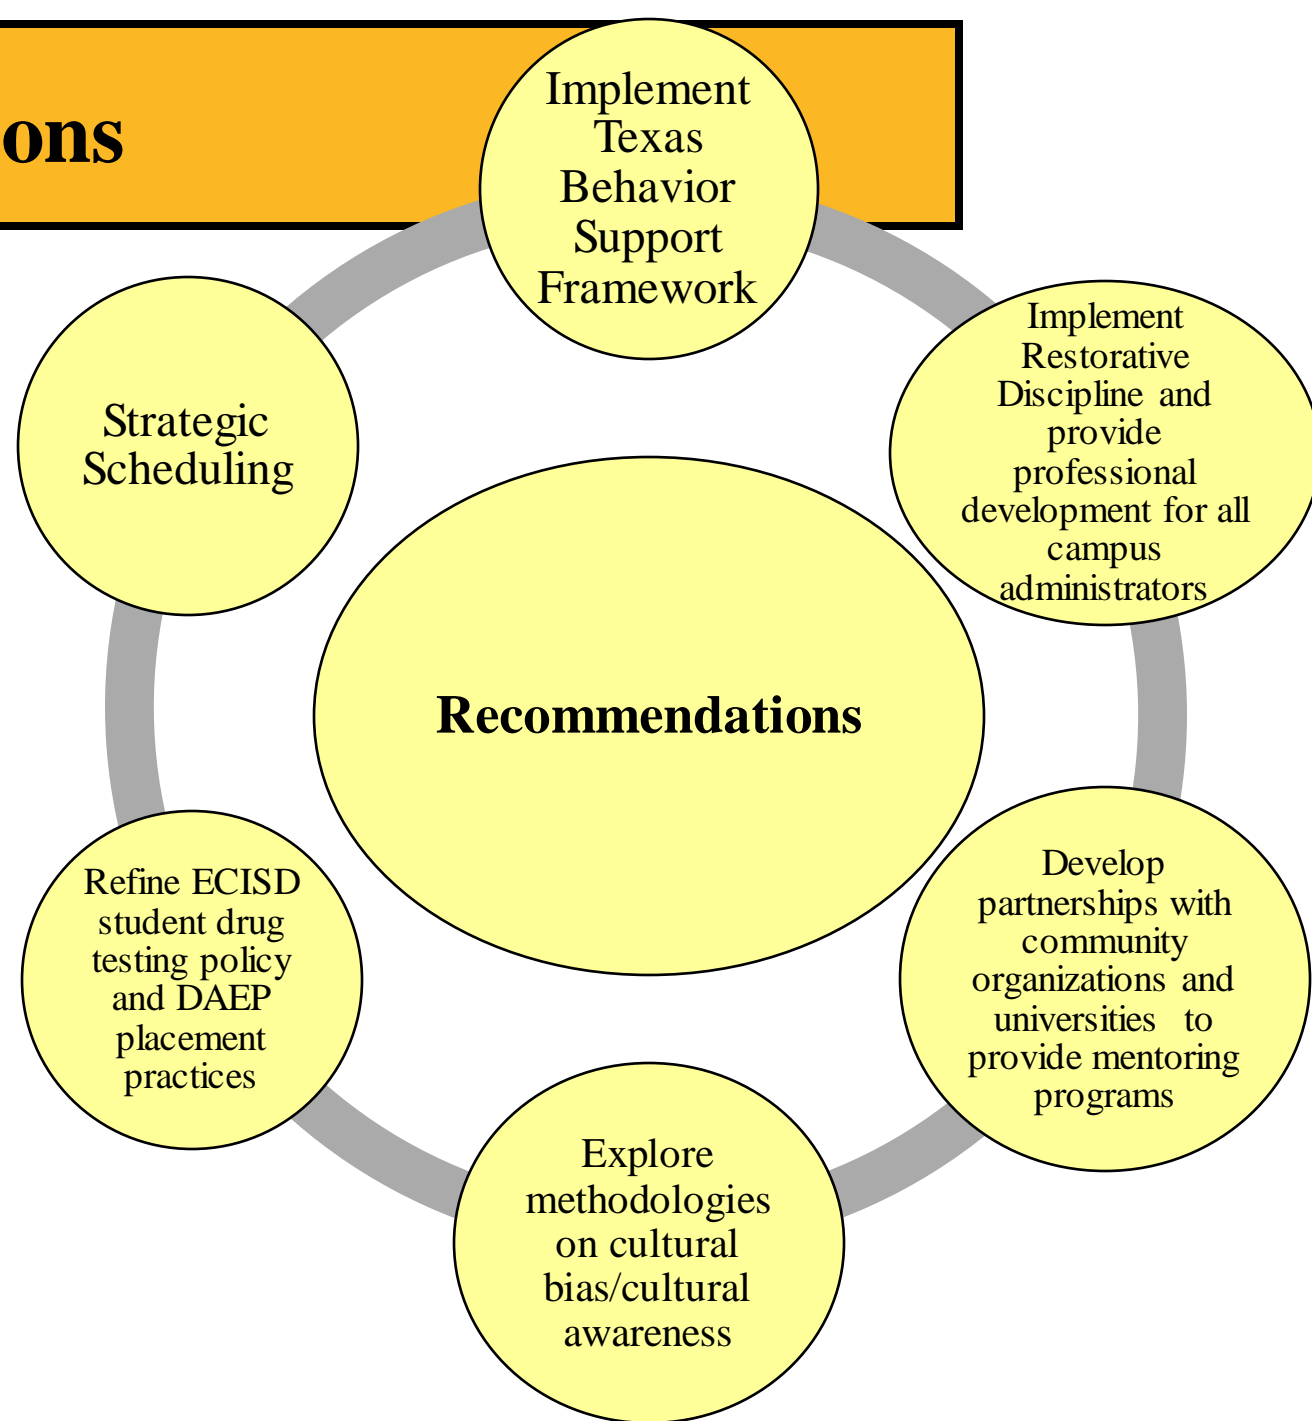 ons
Implement
Texas
Behavior
Support
Framework
Implement
Restorative
Discipline and
provide
professional
development for all
campus
administrators
Develop
partnerships with
community
organizations and
universities to
provide mentoring
programs
Explore
methodologies
on cultural
bias/cultural
awareness
Refine ECISD
student drug
testing policy
and DAEP
placement
practices
Strategic
Scheduling
Recommendations